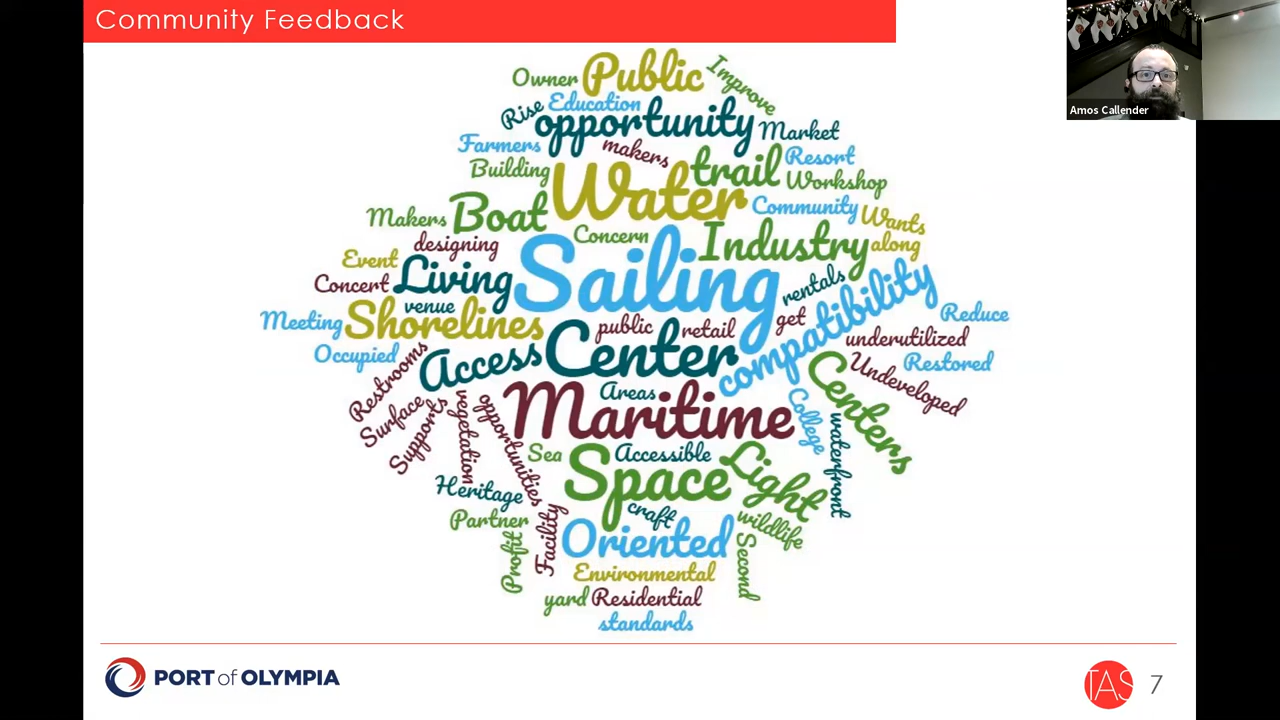 Community Feedback
Amos Callender
Owner
Public
Improve
Rise
Education
opportunity
Market
Farmers
makers
trail
Resort
Building
Water
Workshop
Makers
Boat
Community
Wants
designing
Concern
Industry
along
Event
Living
Sailing
rentals
Concert
venue
compatibility
Meeting
Shorelines
public
retail
get
Reduce
Occupied
underutilized
Restrooms
Access
Center
Restored
Undeveloped
Surface
Areas
Centers
Supports
vegetation
opportunities
Maritime
College
waterfront
Sea
Accessible
Light
Heritage
Space
Partner
craft
wildlife
Profit
Facility
Oriented
Second
Environmental
yard
Residential
standards
PORT of OLYMPIA
TAS
7